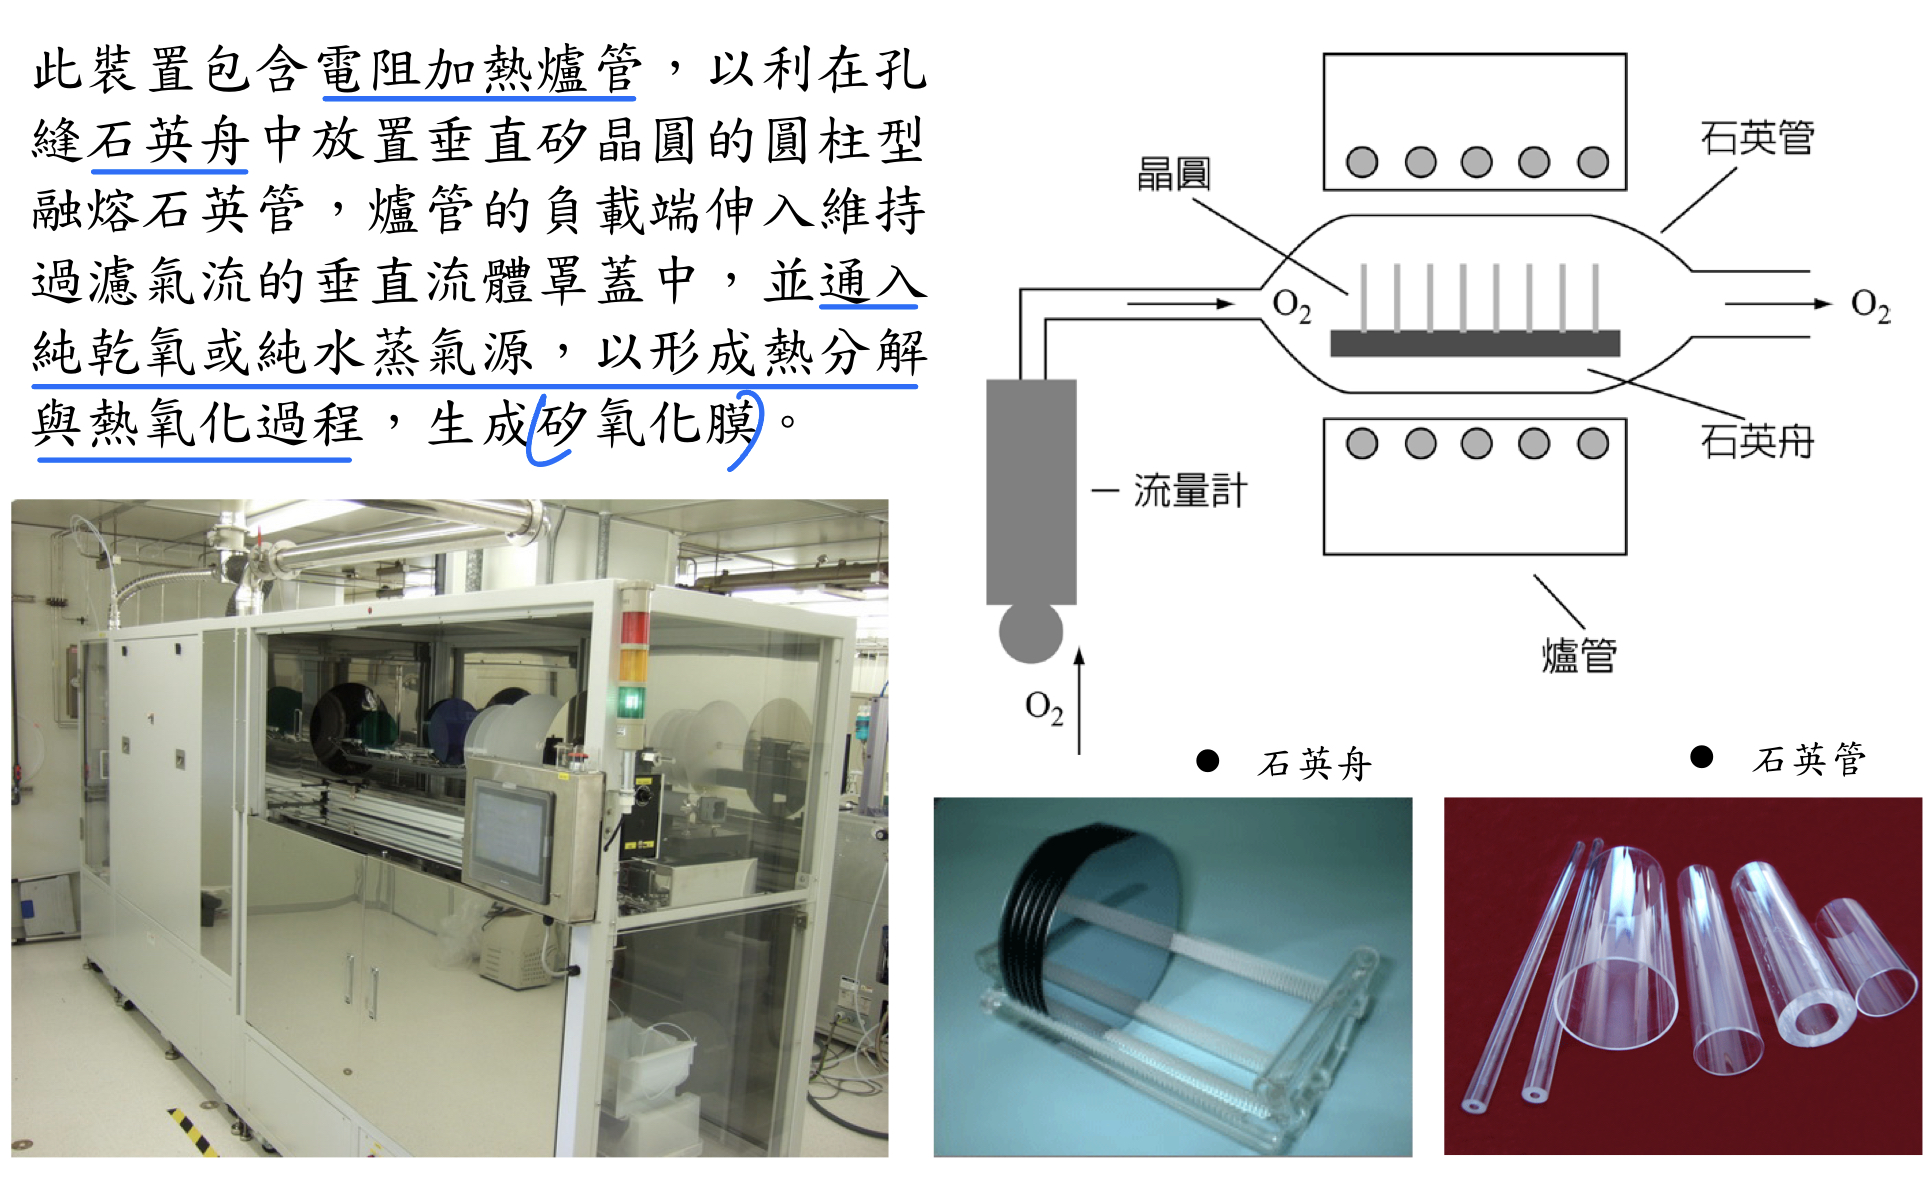 此裝置包含電阻加熱爐管，以利在孔
縫石英舟中放置垂直矽晶圓的圓柱型
融熔石英管，爐管的負載端伸入維持
過濾氣流的垂直流體罩蓋中，並通入
純乾氧或純水蒸氣源，以形成熱分解
與熱氧化過程，生成矽氧化膜。
石英管
晶圓
O₂
O₂
石英舟
流量計
爐管
O₂
● 石英舟
● 石英管